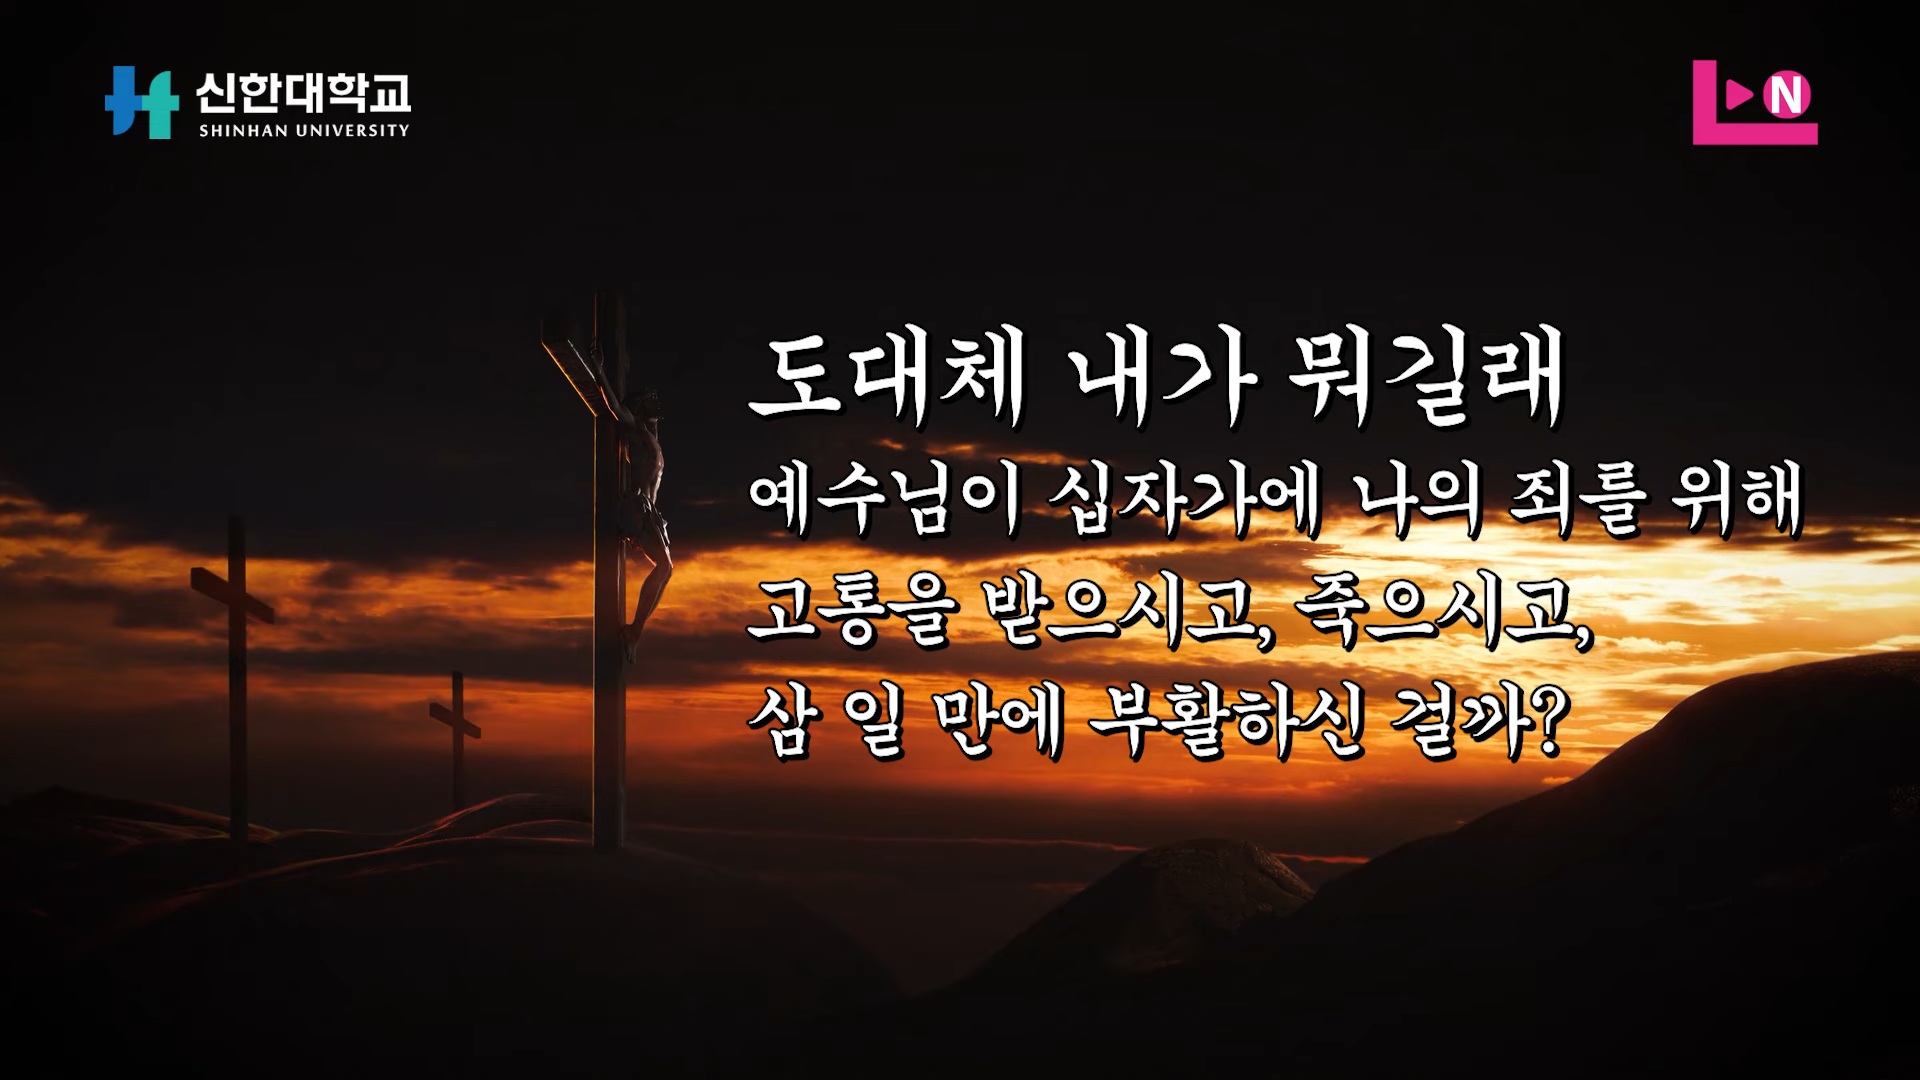 신한대학교
SHINHAN UNIVERSITY
N
도대체 내가 뭐길래
예수님이 십자가에 나의 죄를 위해
고통을 받으시고, 죽으시고,
삼 일 만에 부활하신 걸까?